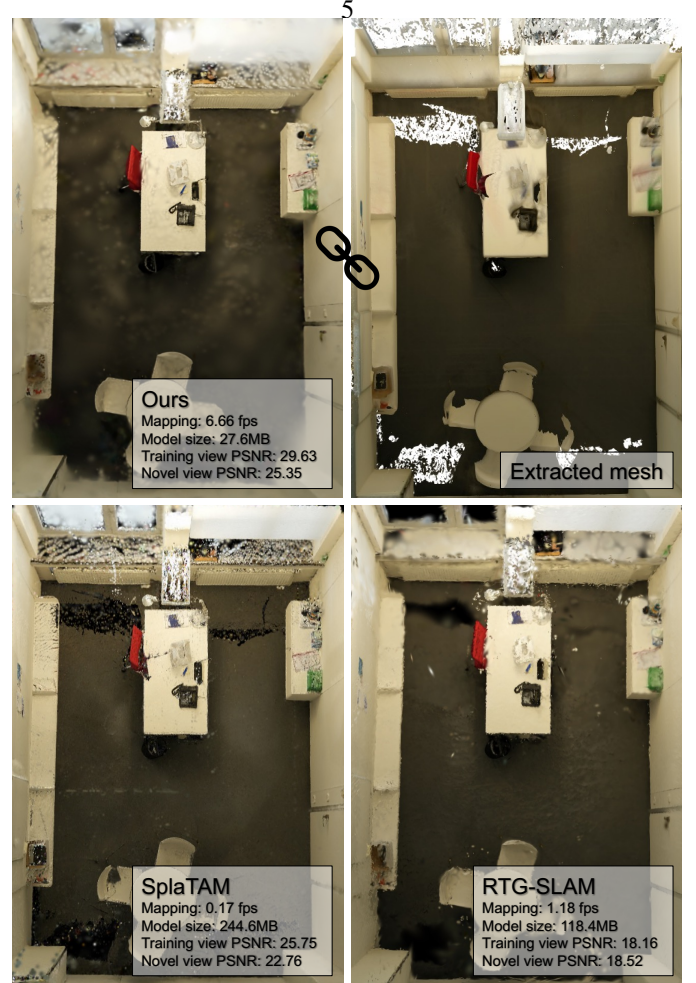 5
Ours
Mapping: 6.66 fps
Model size: 27.6MB
Training view PSNR: 29.63
Novel view PSNR: 25.35
Extracted mesh
SplaTAM
Mapping: 0.17 fps
Model size: 244.6MB
Training view PSNR: 25.75
Novel view PSNR: 22.76
RTG-SLAM
Mapping: 1.18 fps
Model size: 118.4MB
Training view PSNR: 18.16
Novel view PSNR: 18.52